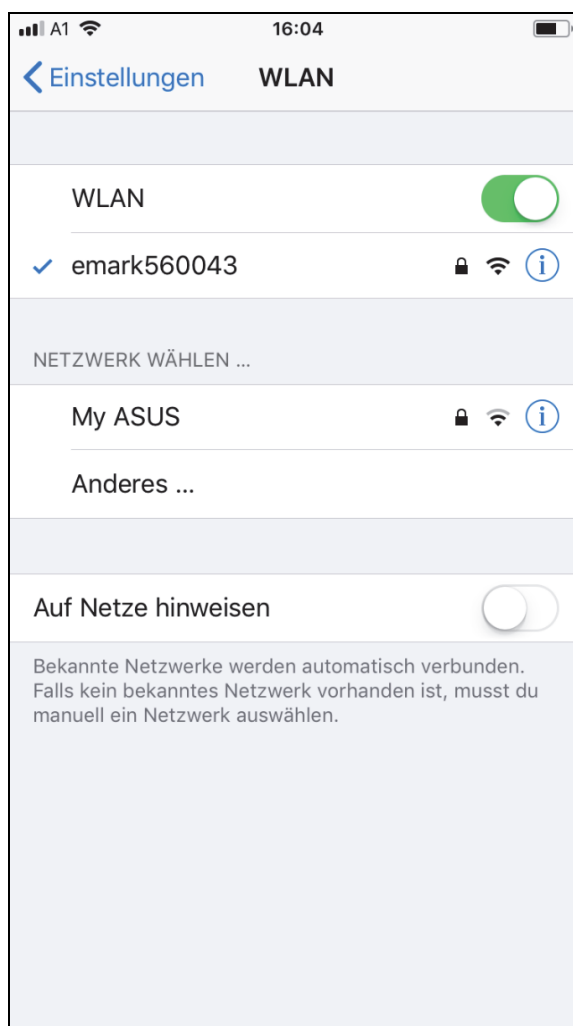 A1 16:04
Einstellungen WLAN
WLAN
emark560043
NETZWERK WÄHLEN ...
My ASUS
Anderes ...
Auf Netze hinweisen
Bekannte Netzwerke werden automatisch verbunden.
Falls kein bekanntes Netzwerk vorhanden ist, musst du
manuell ein Netzwerk auswählen.